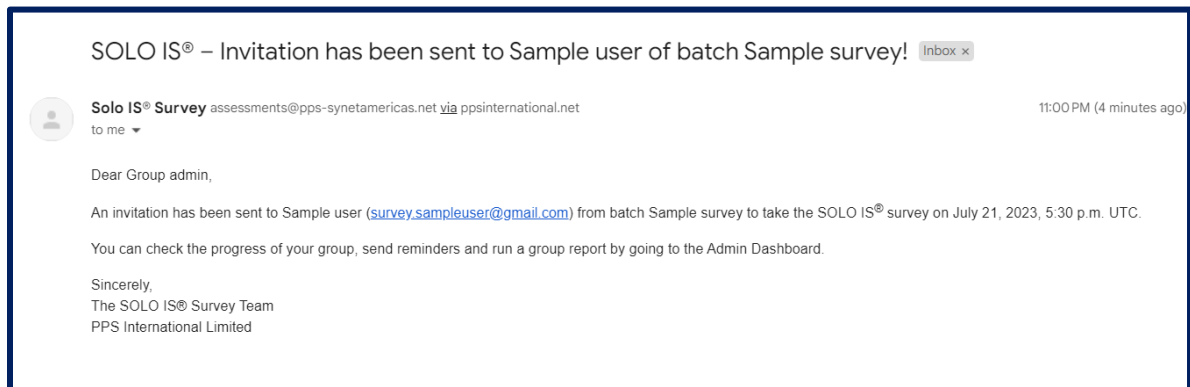 SOLO IS® – Invitation has been sent to Sample user of batch Sample survey! Inbox ×
Solo IS® Survey assessments@pps-synetamericas.net via ppsinternational.net 11:00 PM (4 minutes ago)
to me
Dear Group admin,
An invitation has been sent to Sample user (survey.sampleuser@gmail.com) from batch Sample survey to take the SOLO IS® survey on July 21, 2023, 5:30 p.m. UTC.
You can check the progress of your group, send reminders and run a group report by going to the Admin Dashboard.
Sincerely,
The SOLO IS® Survey Team
PPS International Limited